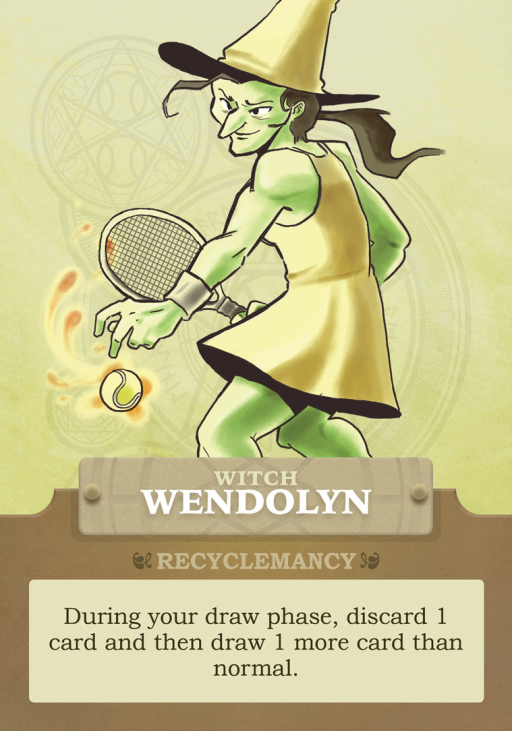 WITCH
WENDOLYN
RECYCLEMANCY
During your draw phase, discard 1
card and then draw 1 more card than
normal.